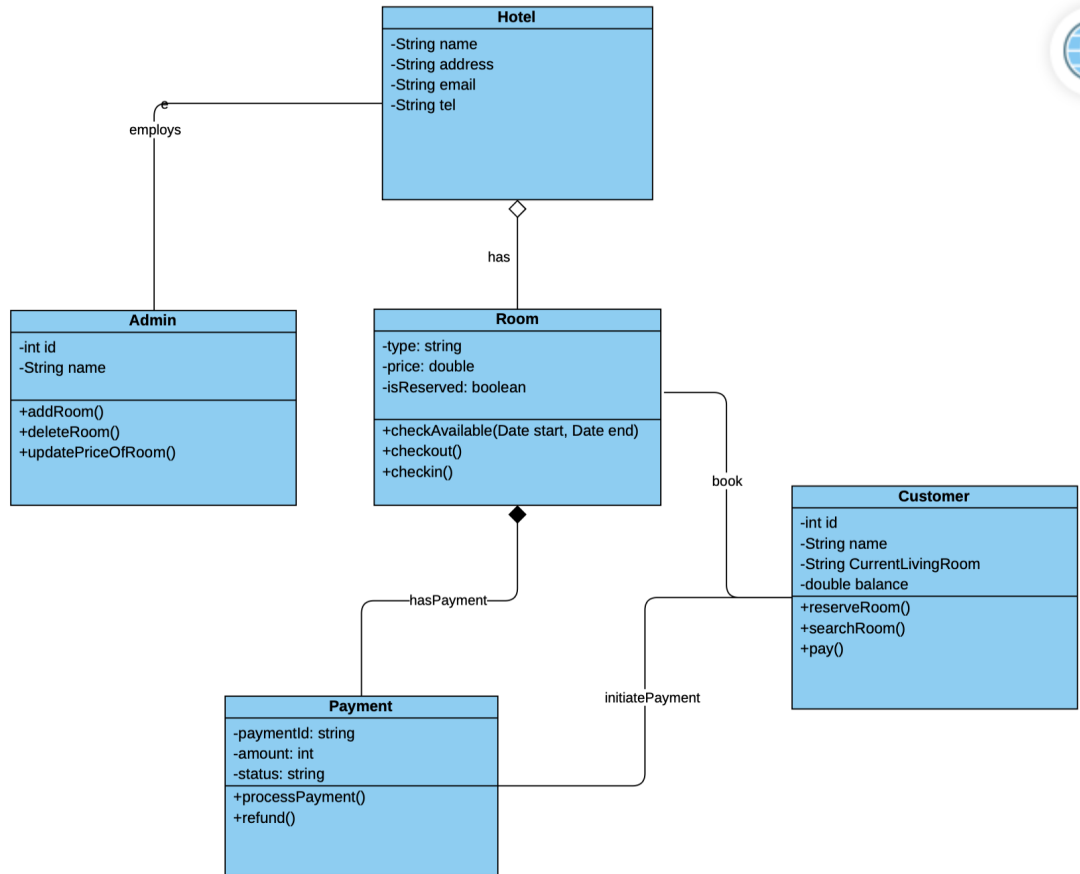 Hotel
-String name
-String address
-String email
-String tel
e
employs
has
Admin
-int id
-String name
+addRoom()
+deleteRoom()
+updatePriceOfRoom()
Room
-type: string
-price: double
-isReserved: boolean
+checkAvailable(Date start, Date end)
+checkout()
+checkin()
book
Customer
-int id
-String name
-String CurrentLivingRoom
-double balance
+reserveRoom()
+searchRoom()
+pay()
hasPayment
initiatePayment
Payment
-paymentId: string
-amount: int
-status: string
+processPayment()
+refund()